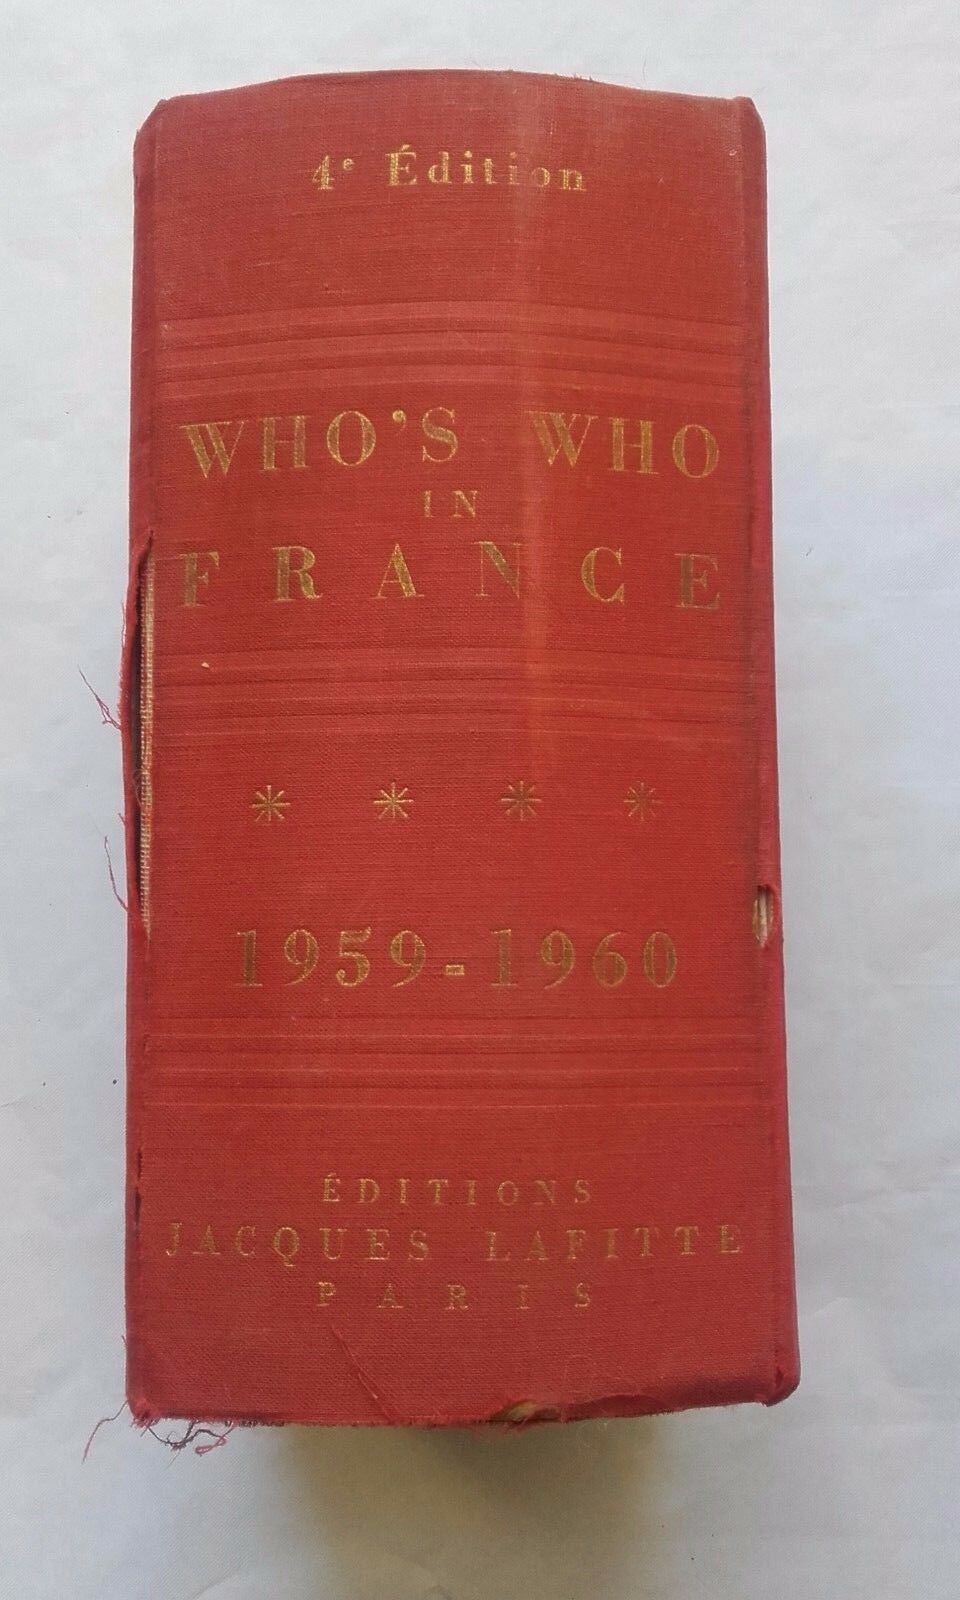 4e Édition
WHO'S WHO
IN
FRANCE
* * * *
1959-1960
ÉDITIONS
JACQUES LAFITTE
PARIS